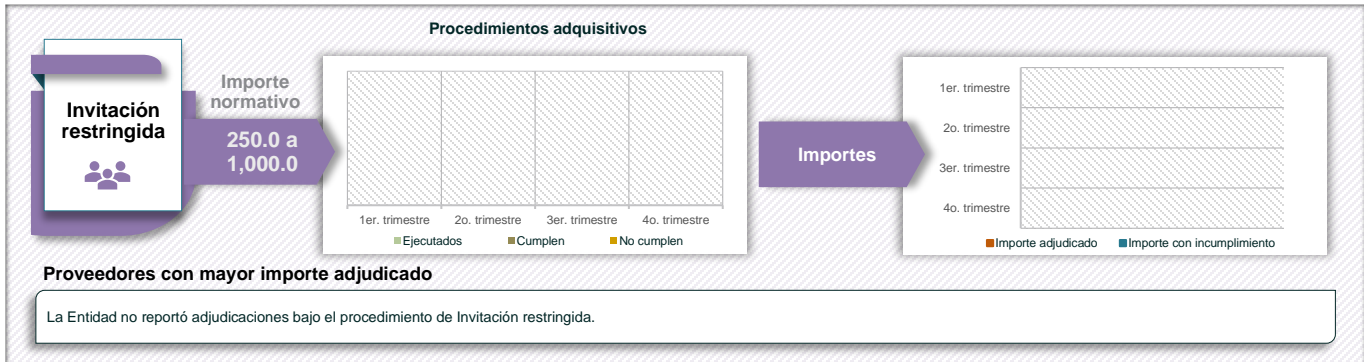 Procedimientos adquisitivos
Invitación
restringida
Importe
normativo
250.0 a
1,000.0
1er. trimestre
2o. trimestre
3er. trimestre
4o. trimestre
Ejecutados
Cumplen
No cumplen
Importes
1er. trimestre
2o. trimestre
3er. trimestre
4o. trimestre
Importe adjudicado
Importe con incumplimiento
Proveedores con mayor importe adjudicado
La Entidad no reportó adjudicaciones bajo el procedimiento de Invitación restringida.